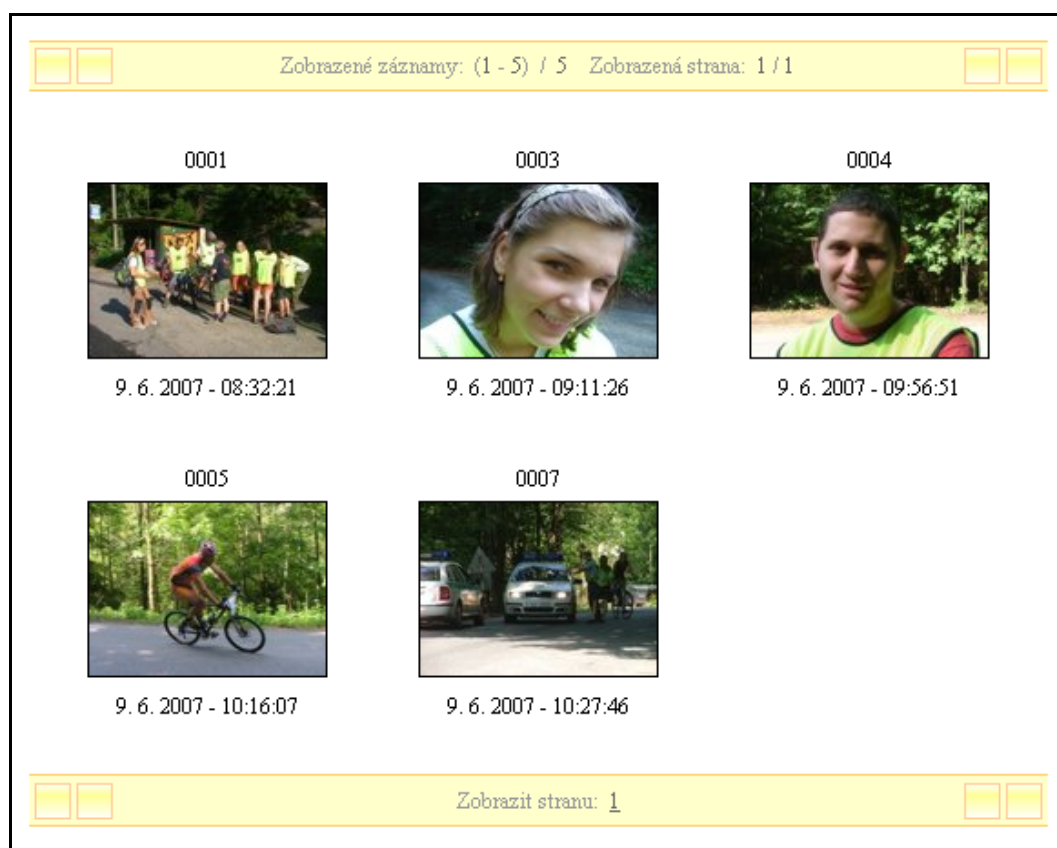 Zobrazené záznamy: (1 - 5) / 5 Zobrazená strana: 1 / 1
0001 0003 0004
9. 6. 2007 - 08:32:21 9. 6. 2007 - 09:11:26 9. 6. 2007 - 09:56:51
0005 0007
9. 6. 2007 - 10:16:07 9. 6. 2007 - 10:27:46
Zobrazit stranu: 1